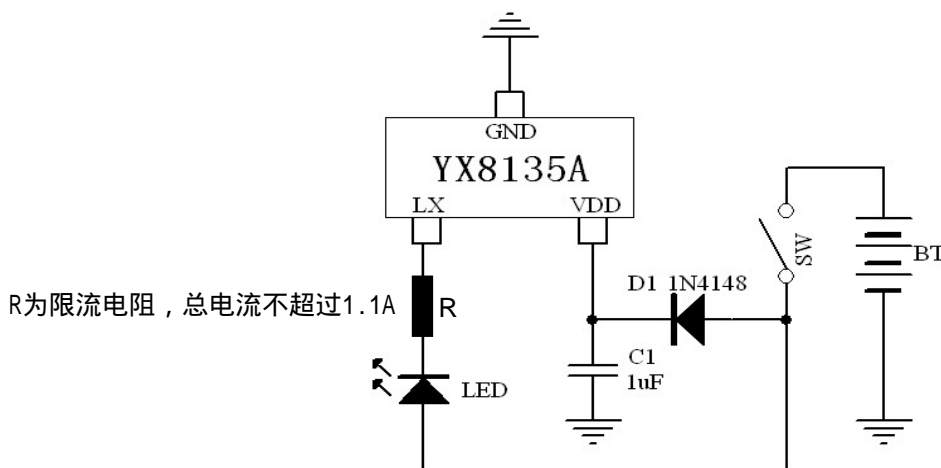 GND
YX8135A
LX VDD
SW
BT
D1 1N4148
R为限流电阻，总电流不超过1.1A
R
C1
1uF
LED